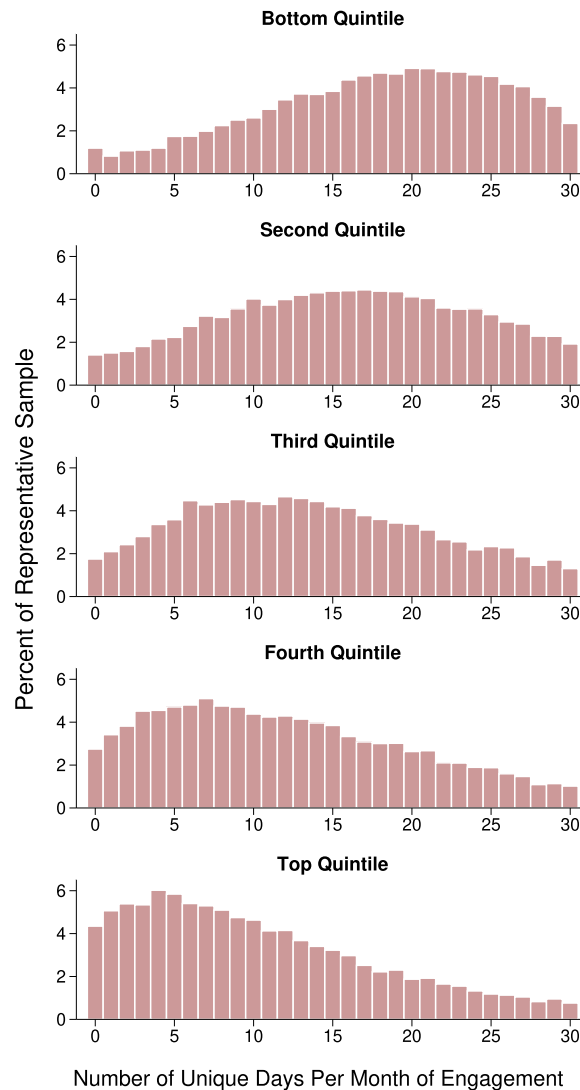 Bottom Quintile
6
4
2
0
0 5 10 15 20 25 30
Second Quintile
6
4
2
0
0 5 10 15 20 25 30
Third Quintile
6
4
2
0
0 5 10 15 20 25 30
Fourth Quintile
6
4
2
0
0 5 10 15 20 25 30
Top Quintile
6
4
2
0
0 5 10 15 20 25 30
Percent of Representative Sample
Number of Unique Days Per Month of Engagement